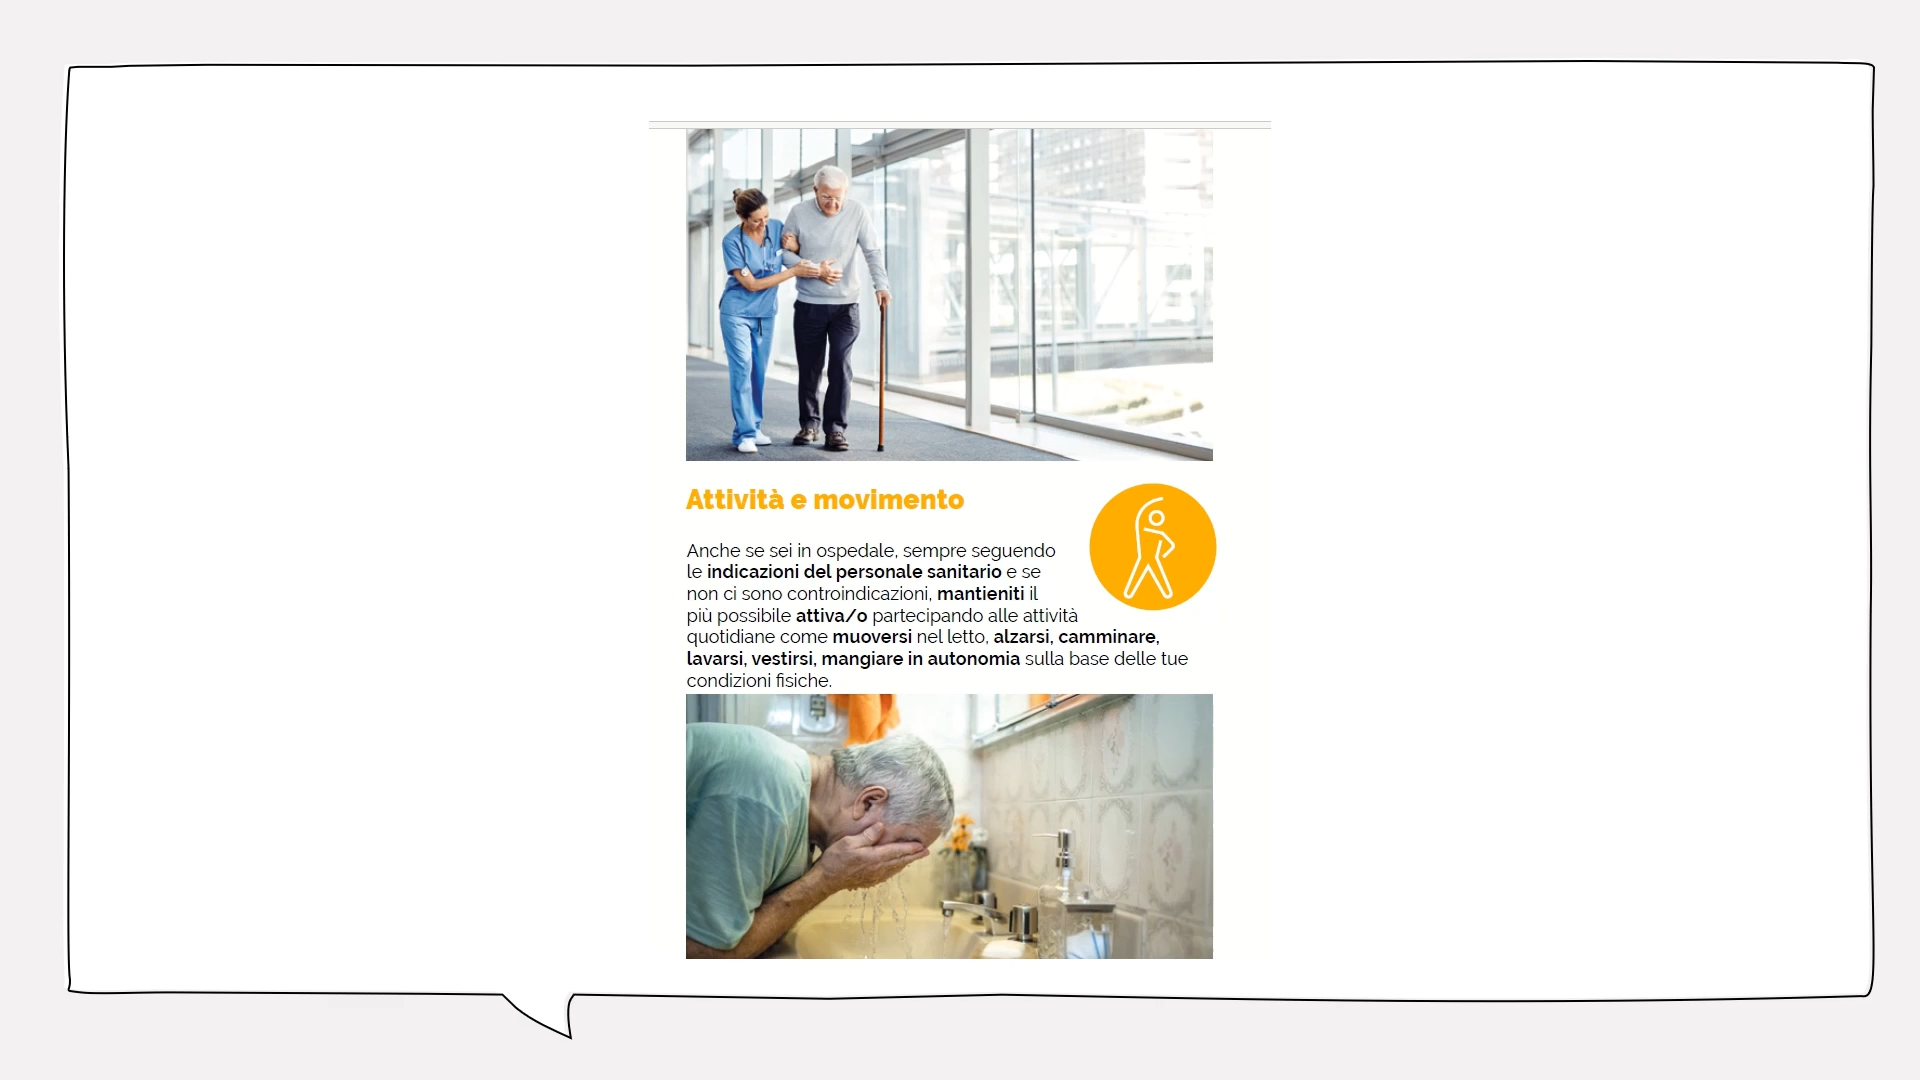 Attività e movimento
Anche se sei in ospedale, sempre seguendo
le indicazioni del personale sanitario e se
non ci sono controindicazioni, mantieniti il
più possibile attiva/o partecipando alle attività
quotidiane come muoversi nel letto, alzarsi, camminare,
lavarsi, vestirsi, mangiare in autonomia sulla base delle tue
condizioni fisiche.